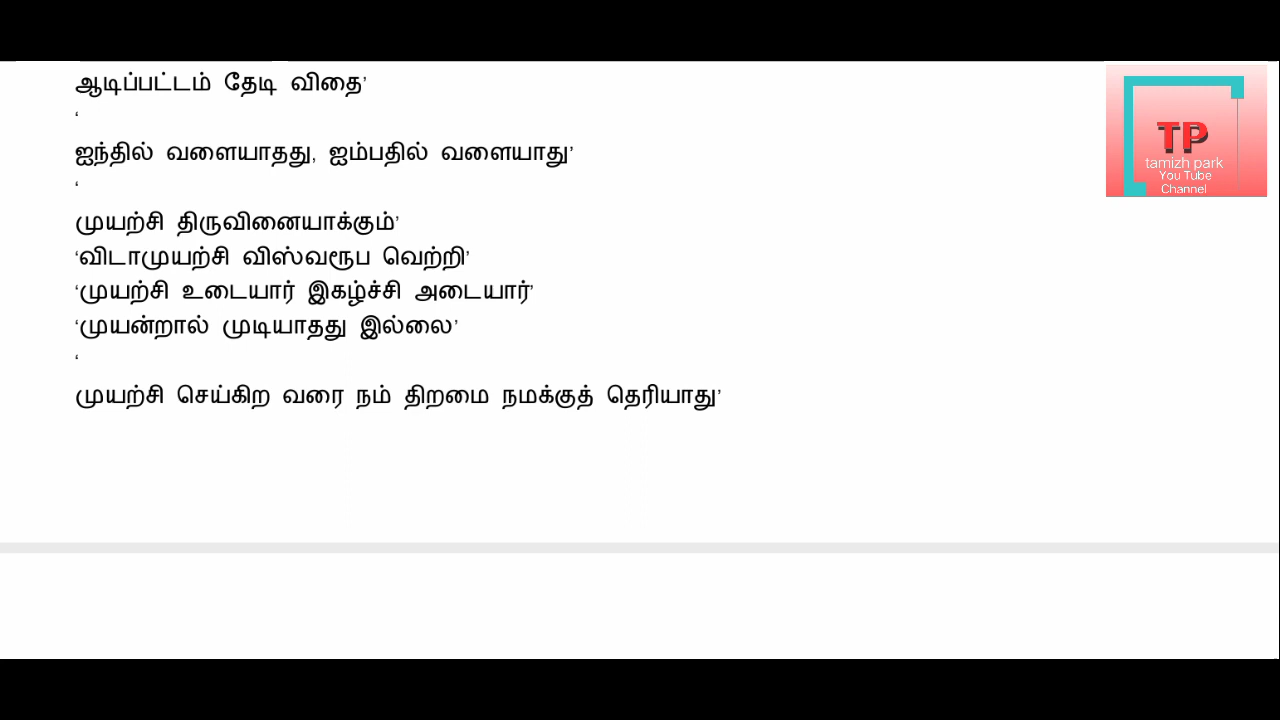 ஆடிப்பட்டம் தேடி விதை’
‘
ஐந்தில் வளையாதது, ஐம்பதில் வளையாது’
‘
முயற்சி திருவினையாக்கும்’
‘விடாமுயற்சி விஸ்வரூப வெற்றி’
‘முயற்சி உடையார் இகழ்ச்சி அடையார்’
‘முயன்றால் முடியாதது இல்லை’
‘
முயற்சி செய்கிற வரை நம் திறமை நமக்குத் தெரியாது’
TP
tamizh park
You Tube
Channel